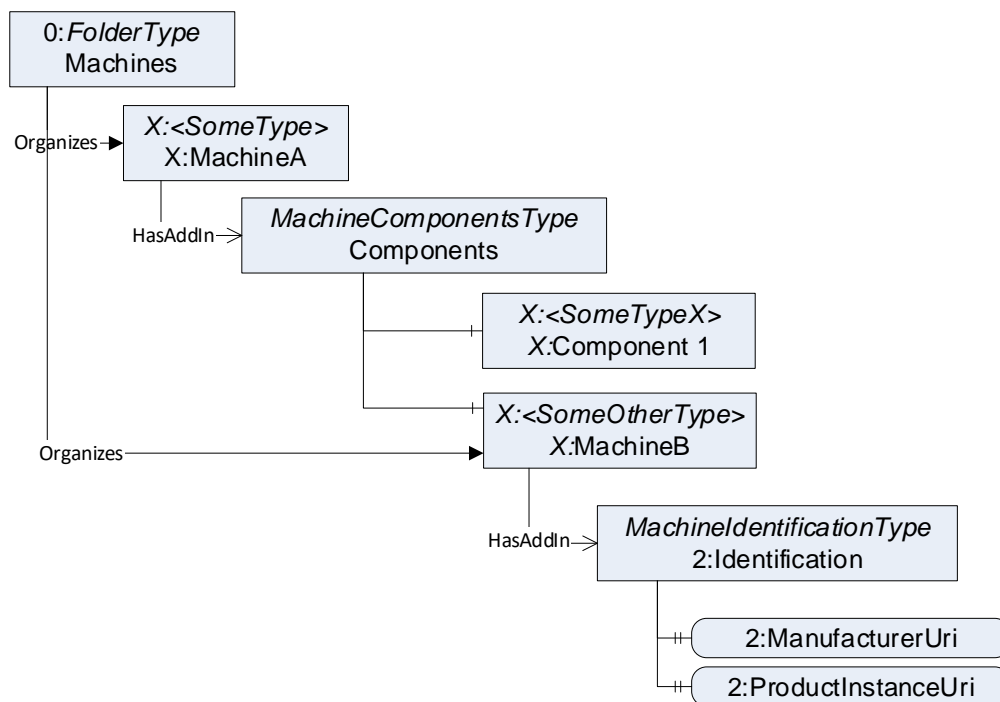 0:FolderType
Machines
Organizes
X:<SomeType>
X:MachineA
HasAddIn
MachineComponentsType
Components
X:<SomeTypeX>
X:Component 1
X:<SomeOtherType>
X:MachineB
Organizes
HasAddIn
MachineIdentificationType
2:Identification
2:ManufacturerUri
2:ProductInstanceUri